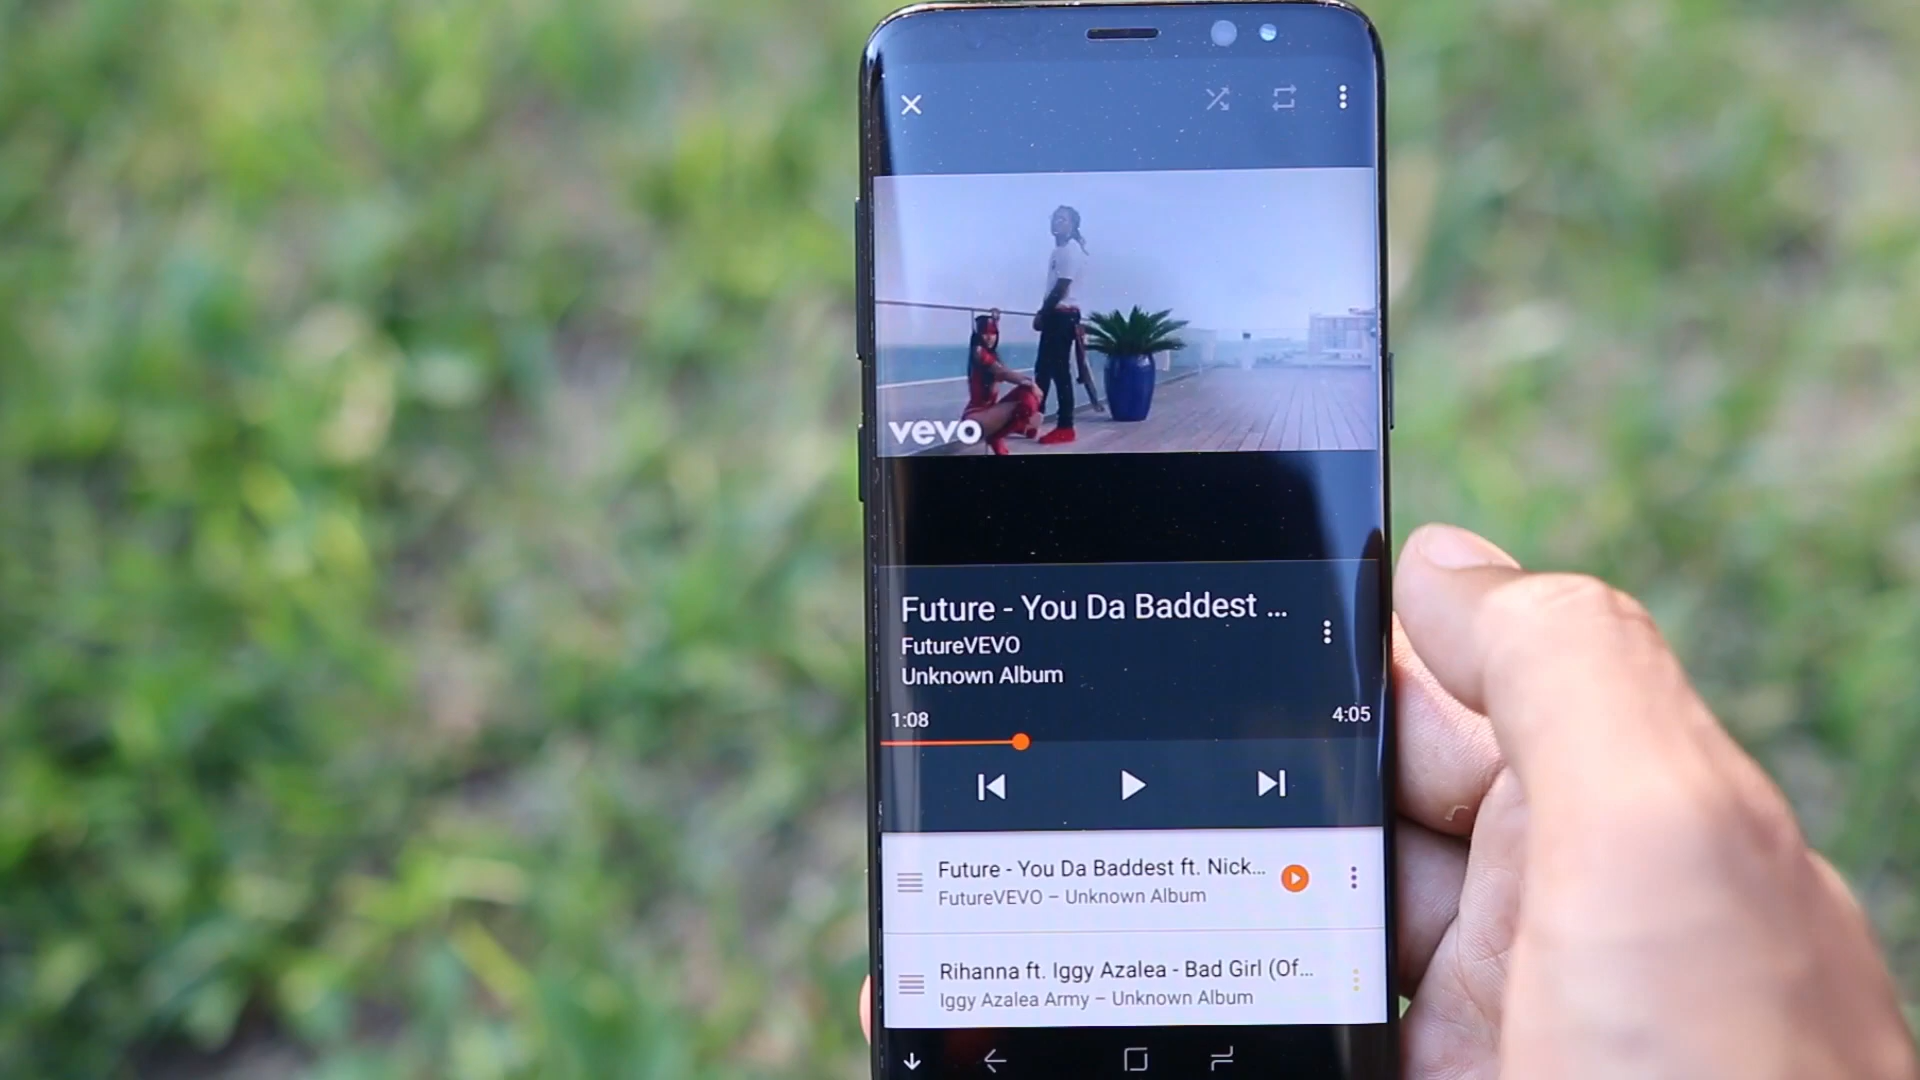 vevo
Future - You Da Baddest ...
FutureVEVO
Unknown Album
1:08
4:05
Future - You Da Baddest ft. Nick...
FutureVEVO – Unknown Album
Rihanna ft. Iggy Azalea - Bad Girl (Of...
Iggy Azalea Army – Unknown Album